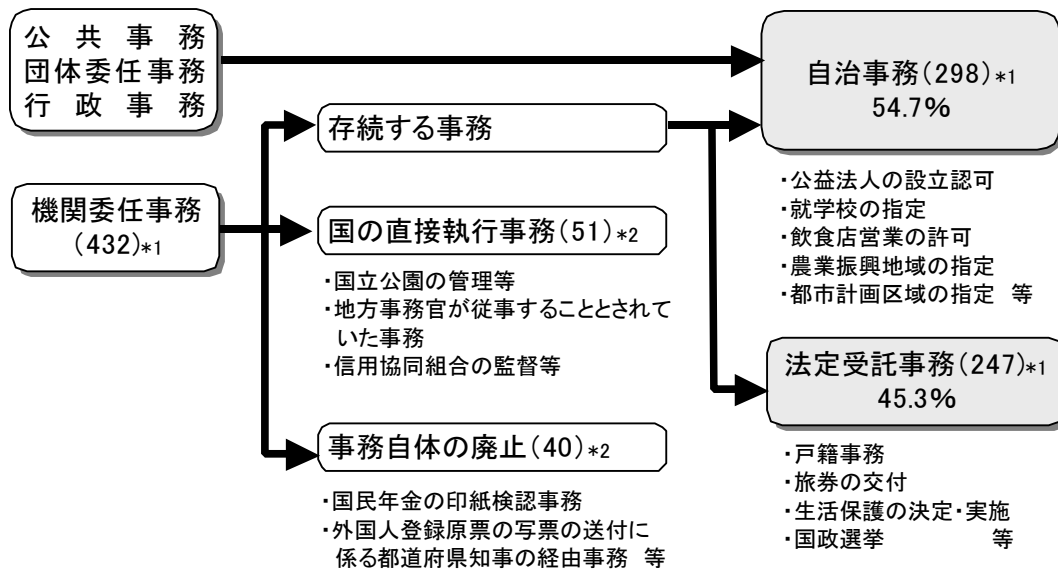 公共事務
団体委任事務
行政事務
機関委任事務
(432)*1
存続する事務
国の直接執行事務(51)*2
・国立公園の管理等
・地方事務官が従事することとされて
いた事務
・信用協同組合の監督等
事務自体の廃止(40)*2
・国民年金の印紙検認事務
・外国人登録原票の写票の送付に
係る都道府県知事の経由事務 等
自治事務(298)*1
54.7%
・公益法人の設立認可
・就学校の指定
・飲食店営業の許可
・農業振興地域の指定
・都市計画区域の指定 等
法定受託事務(247)*1
45.3%
・戸籍事務
・旅券の交付
・生活保護の決定・実施
・国政選挙 等